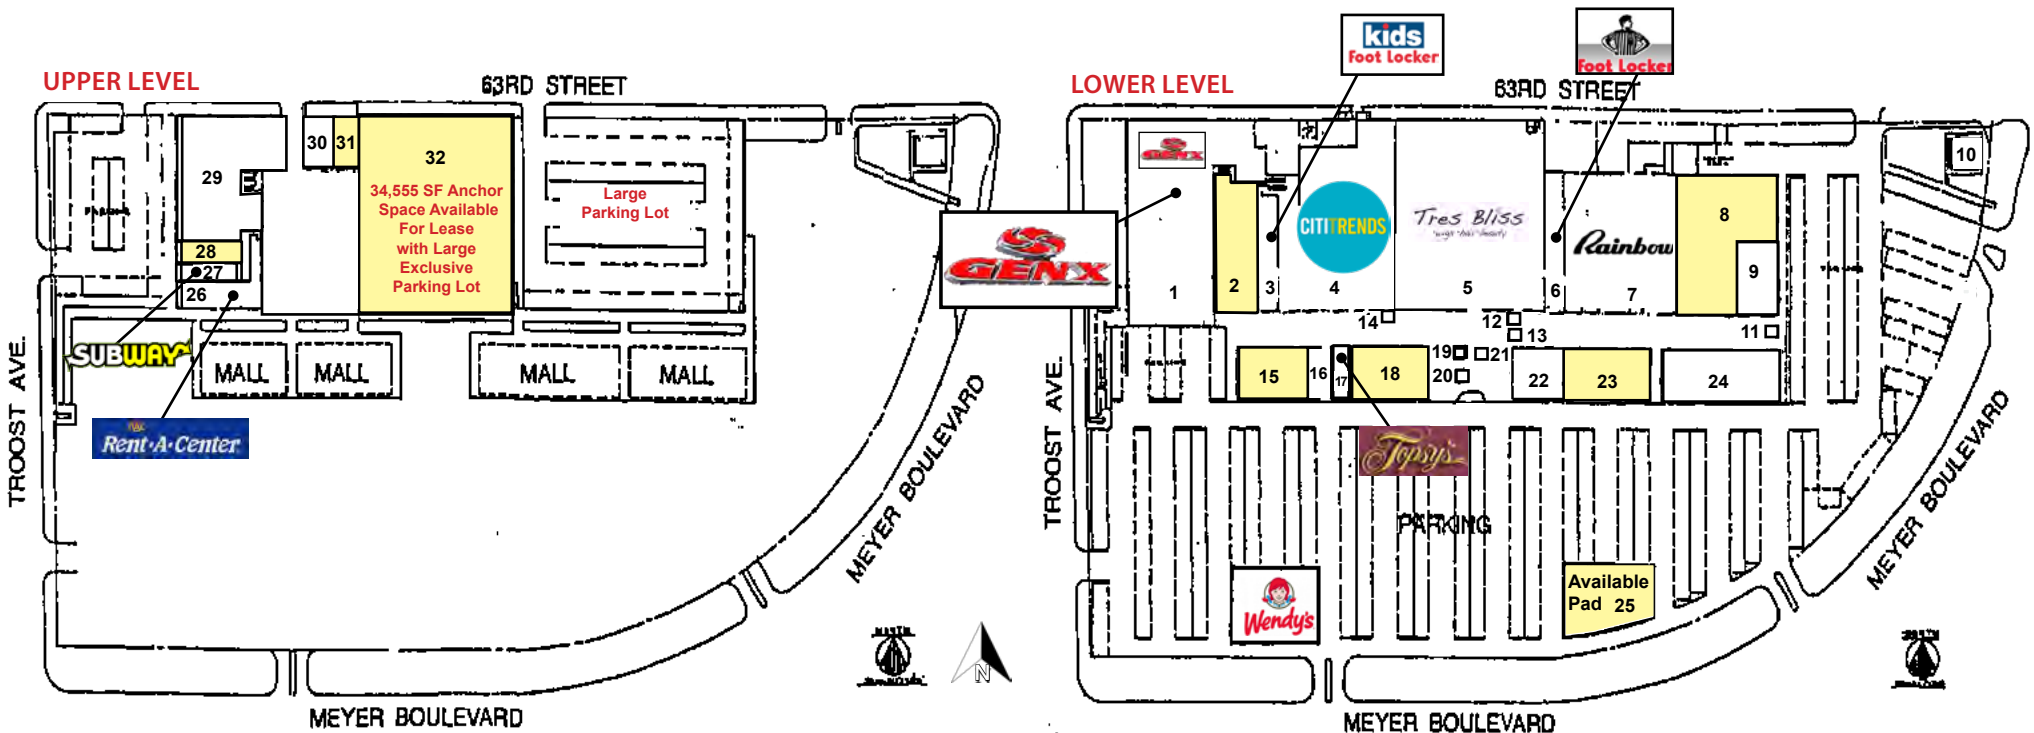 UPPER LEVEL
63RD STREET
30
31
32
29
34,555 SF Anchor
Space Available
For Lease
with Large
Exclusive
Parking Lot
Large
Parking Lot
PARKING
28
27
26
SUBWAY
MALL
MALL
MALL
MALL
Rent-A-Center
TROOST AVE.
MEYER BOULEVARD
MEYER BOULEVARD
NORTH
N
LOWER LEVEL
kids
Foot Locker
Foot Locker
63RD STREET
GENX
GENX
CITITRENDS
Tres Bliss
Rainbow
10
8
9
1
2
3
4
5
6
7
14
12
13
11
15
16
17
18
19
21
20
22
23
24
Topsy's
PARKING
Wendy's
Available
Pad 25
TROOST AVE.
MEYER BOULEVARD
MEYER BOULEVARD
NORTH